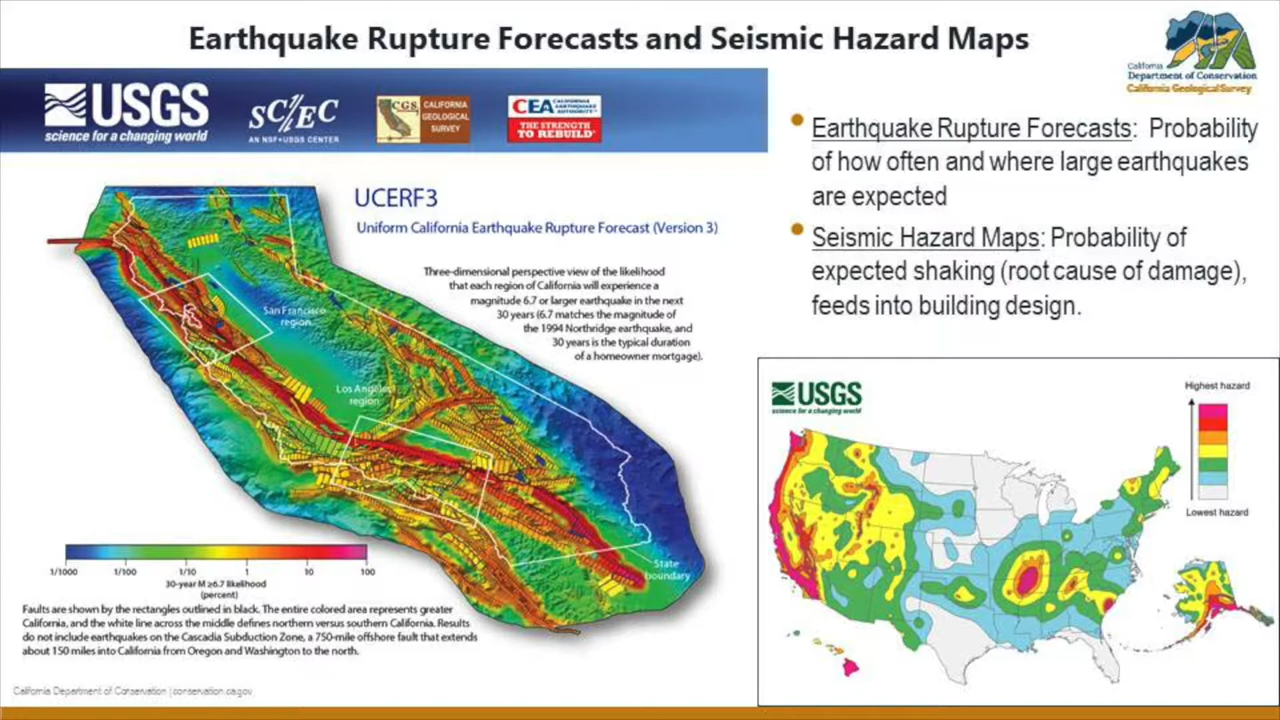 Earthquake Rupture Forecasts and Seismic Hazard Maps
California
Department of Conservation
California Geological Survey
USGS
science for a changing world
SC/EC
AN NSF+USGS CENTER
CGS
CALIFORNIA
GEOLOGICAL
SURVEY
CEA CALIFORNIA
EARTHQUAKE
AUTHORITY
THE STRENGTH
TO REBUILD
UCERF3
Uniform California Earthquake Rupture Forecast (Version 3)
Three-dimensional perspective view of the likelihood
that each region of California will experience a
magnitude 6.7 or larger earthquake in the next
30 years (6.7 matches the magnitude of
the 1994 Northridge earthquake, and
30 years is the typical duration
of a homeowner mortgage).
San Francisco
region
Los Angeles
region
State
boundary
1/1000 1/100 1/10 1 10 100
30-year M ≥6.7 likelihood
(percent)
Faults are shown by the rectangles outlined in black. The entire colored area represents greater
California, and the white line across the middle defines northern versus southern California. Results
do not include earthquakes on the Cascadia Subduction Zone, a 750-mile offshore fault that extends
about 150 miles into California from Oregon and Washington to the north.
California Department of Conservation | conservation.ca.gov
• Earthquake Rupture Forecasts: Probability
of how often and where large earthquakes
are expected
• Seismic Hazard Maps: Probability of
expected shaking (root cause of damage),
feeds into building design.
USGS
science for a changing world
Highest hazard
Lowest hazard